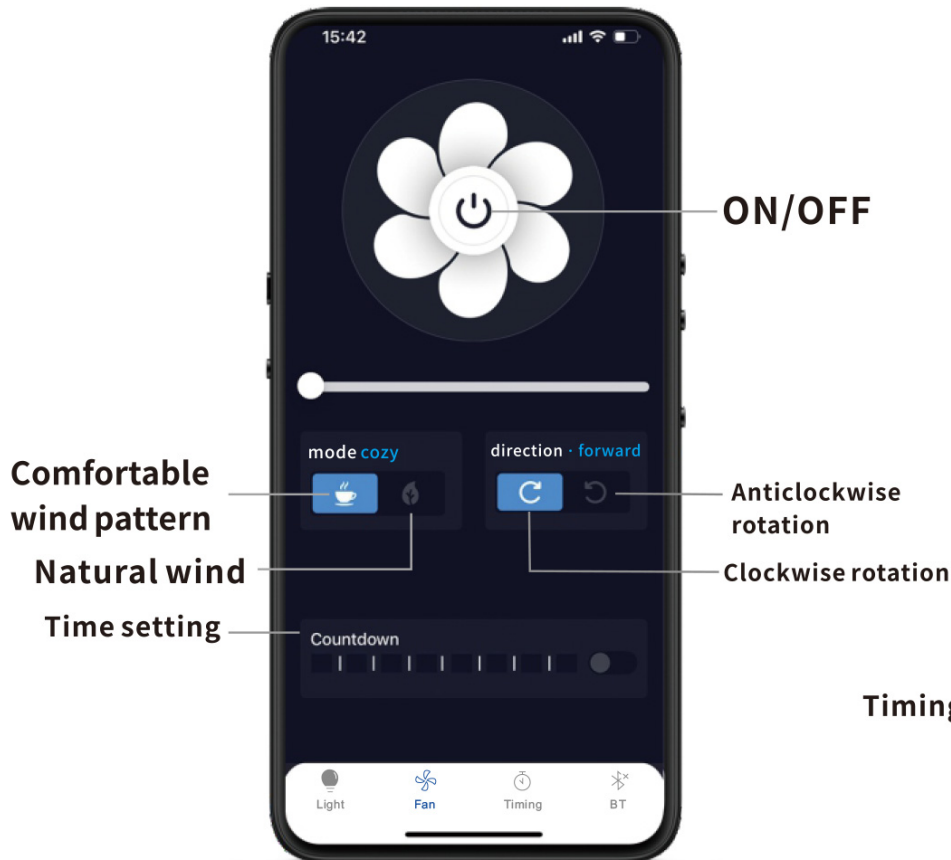 15:42
ON/OFF
mode cozy
direction · forward
Comfortable
wind pattern
Anticlockwise
rotation
Natural wind
Clockwise rotation
Time setting
Countdown
Timing
Light
Fan
Timing
BT